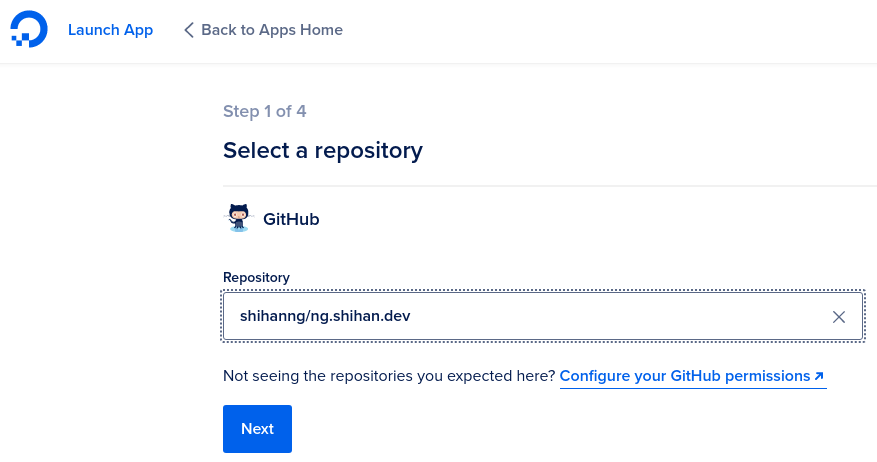 Launch App
Back to Apps Home
Step 1 of 4
Select a repository
GitHub
Repository
shihanng/ng.shihan.dev
Not seeing the repositories you expected here? Configure your GitHub permissions
Next